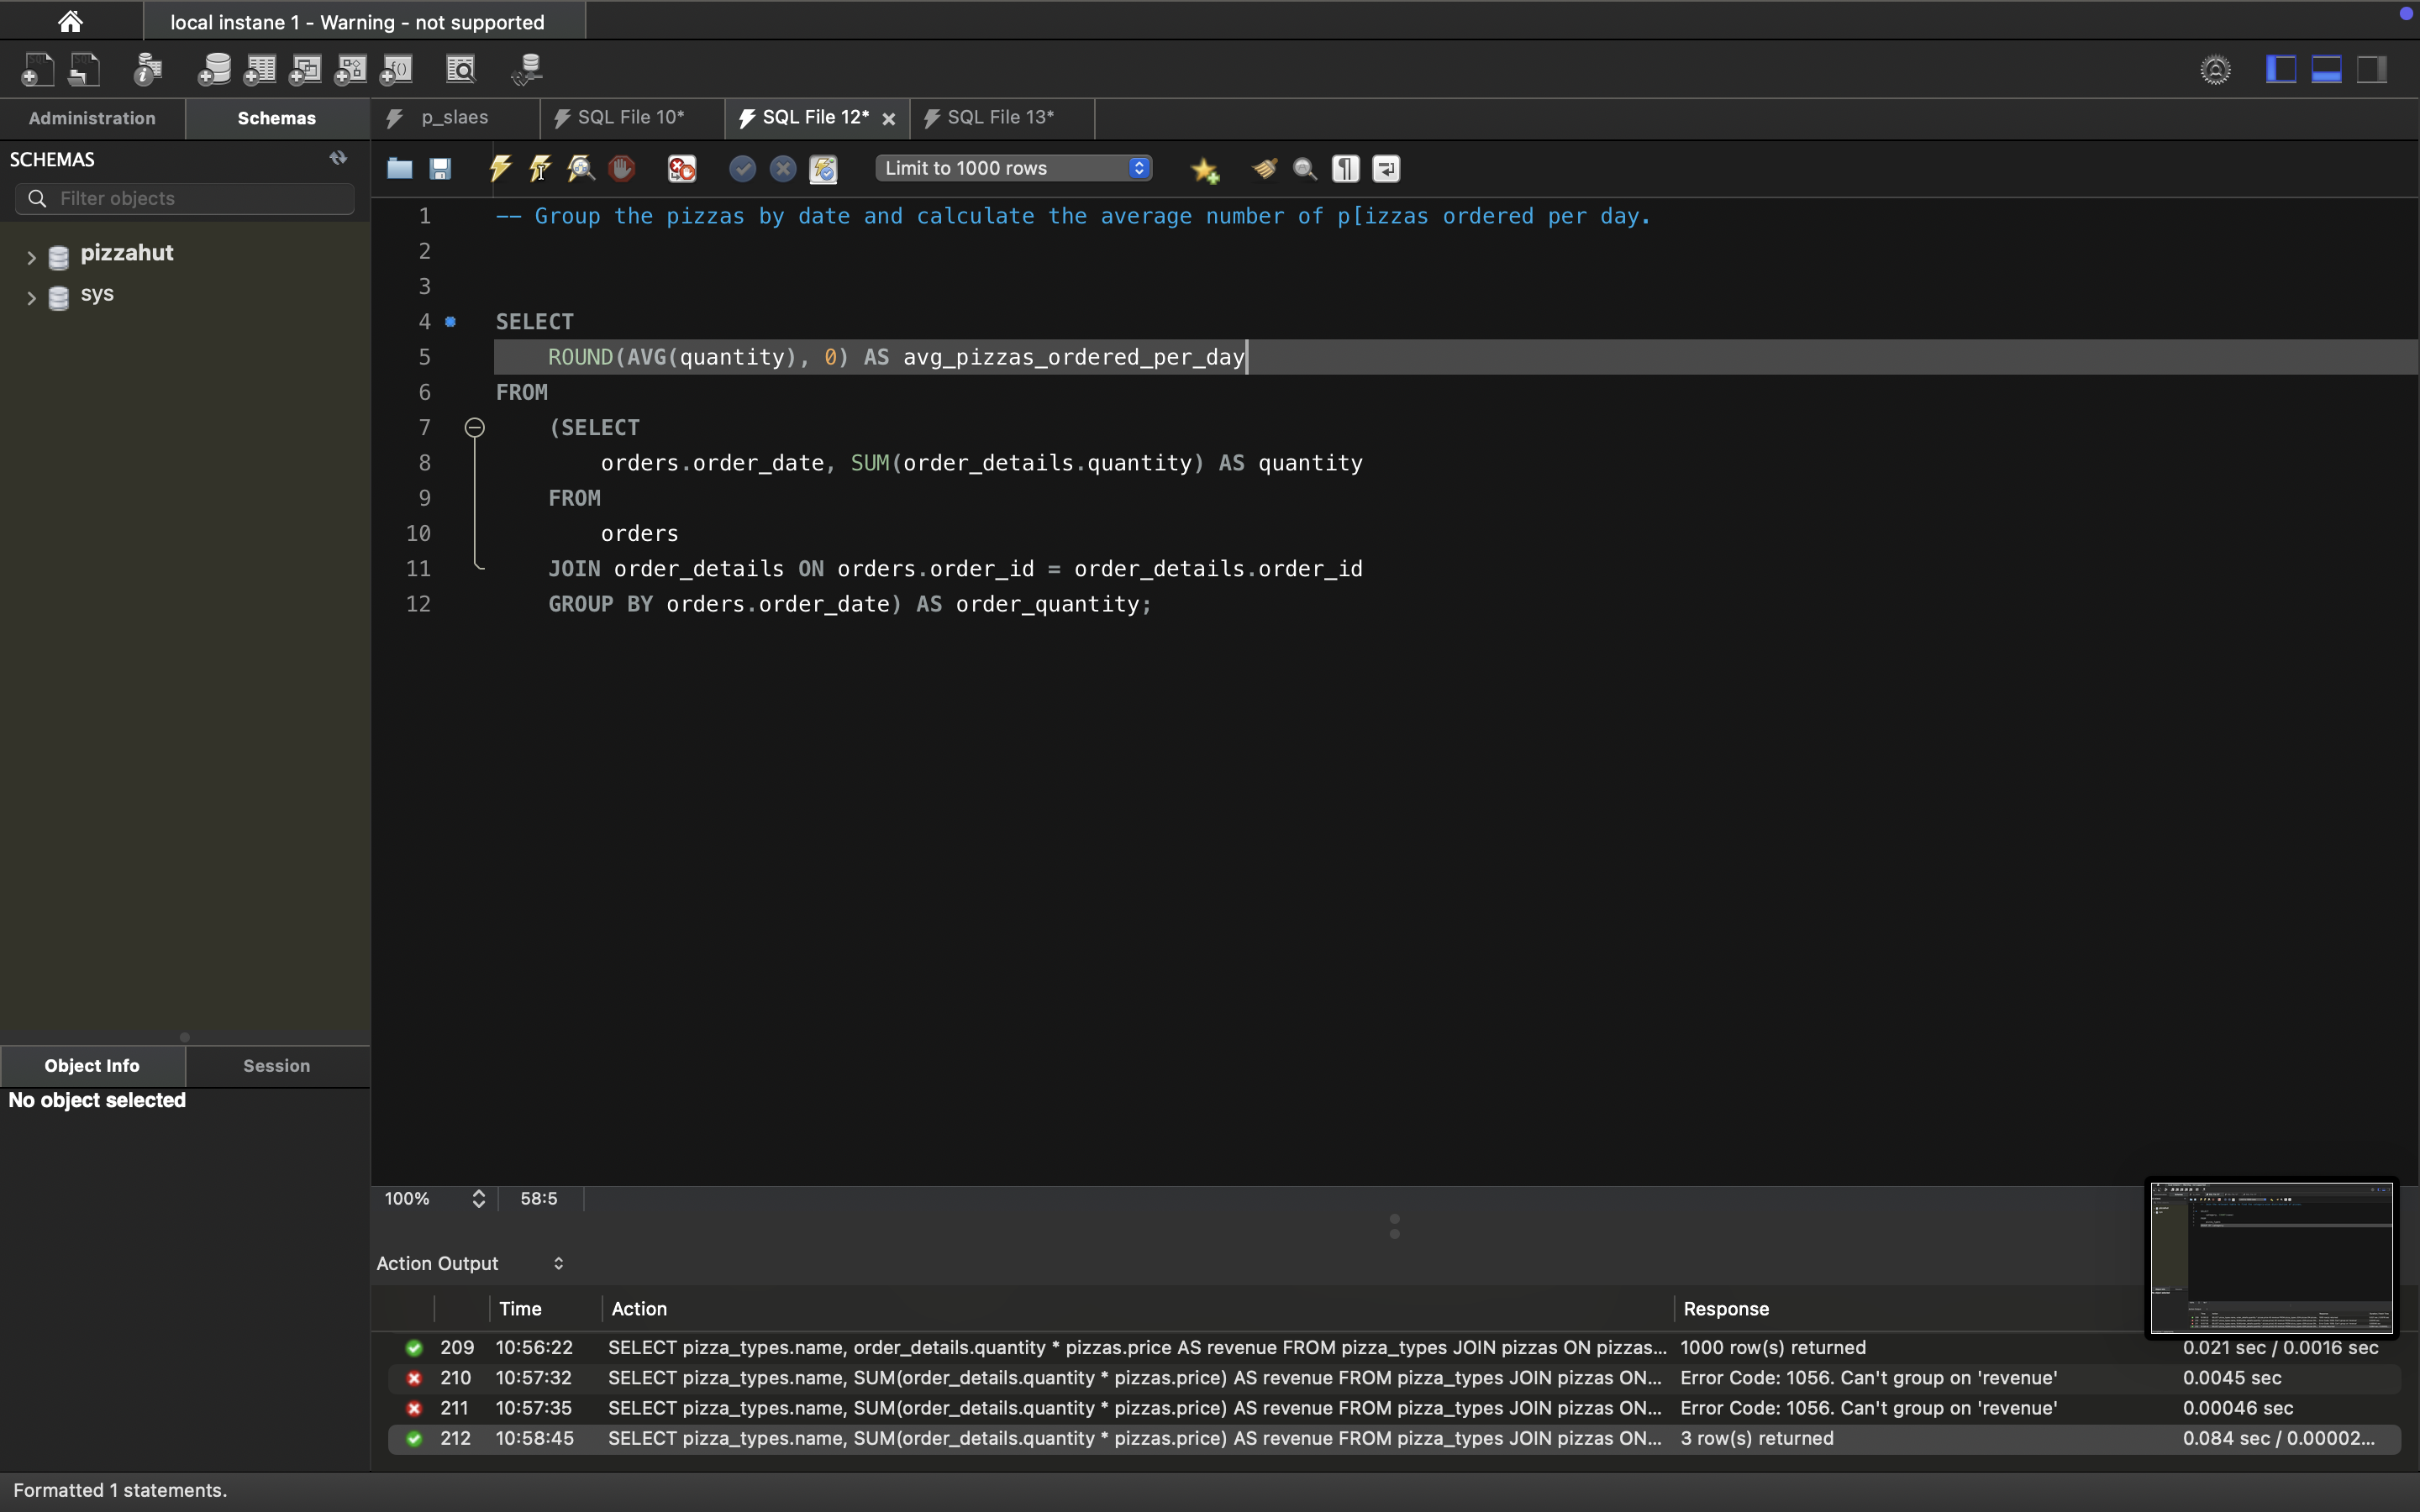 local instane 1 - Warning - not supported
Administration
Schemas
p_slaes
SQL File 10*
SQL File 12*
SQL File 13*
SCHEMAS
Filter objects
Limit to 1000 rows
pizzahut
sys
1 -- Group the pizzas by date and calculate the average number of p[izzas ordered per day.
2
3
4 SELECT
5 ROUND(AVG(quantity), 0) AS avg_pizzas_ordered_per_day
6 FROM
7 (SELECT
8 orders.order_date, SUM(order_details.quantity) AS quantity
9 FROM
10 orders
11 JOIN order_details ON orders.order_id = order_details.order_id
12 GROUP BY orders.order_date) AS order_quantity;
Object Info
Session
No object selected
100%
58:5
Action Output
Time Action Response
209 10:56:22 SELECT pizza_types.name, order_details.quantity * pizzas.price AS revenue FROM pizza_types JOIN pizzas ON pizzas... 1000 row(s) returned 0.021 sec / 0.0016 sec
210 10:57:32 SELECT pizza_types.name, SUM(order_details.quantity * pizzas.price) AS revenue FROM pizza_types JOIN pizzas ON... Error Code: 1056. Can't group on 'revenue' 0.0045 sec
211 10:57:35 SELECT pizza_types.name, SUM(order_details.quantity * pizzas.price) AS revenue FROM pizza_types JOIN pizzas ON... Error Code: 1056. Can't group on 'revenue' 0.00046 sec
212 10:58:45 SELECT pizza_types.name, SUM(order_details.quantity * pizzas.price) AS revenue FROM pizza_types JOIN pizzas ON... 3 row(s) returned 0.084 sec / 0.00002...
Formatted 1 statements.